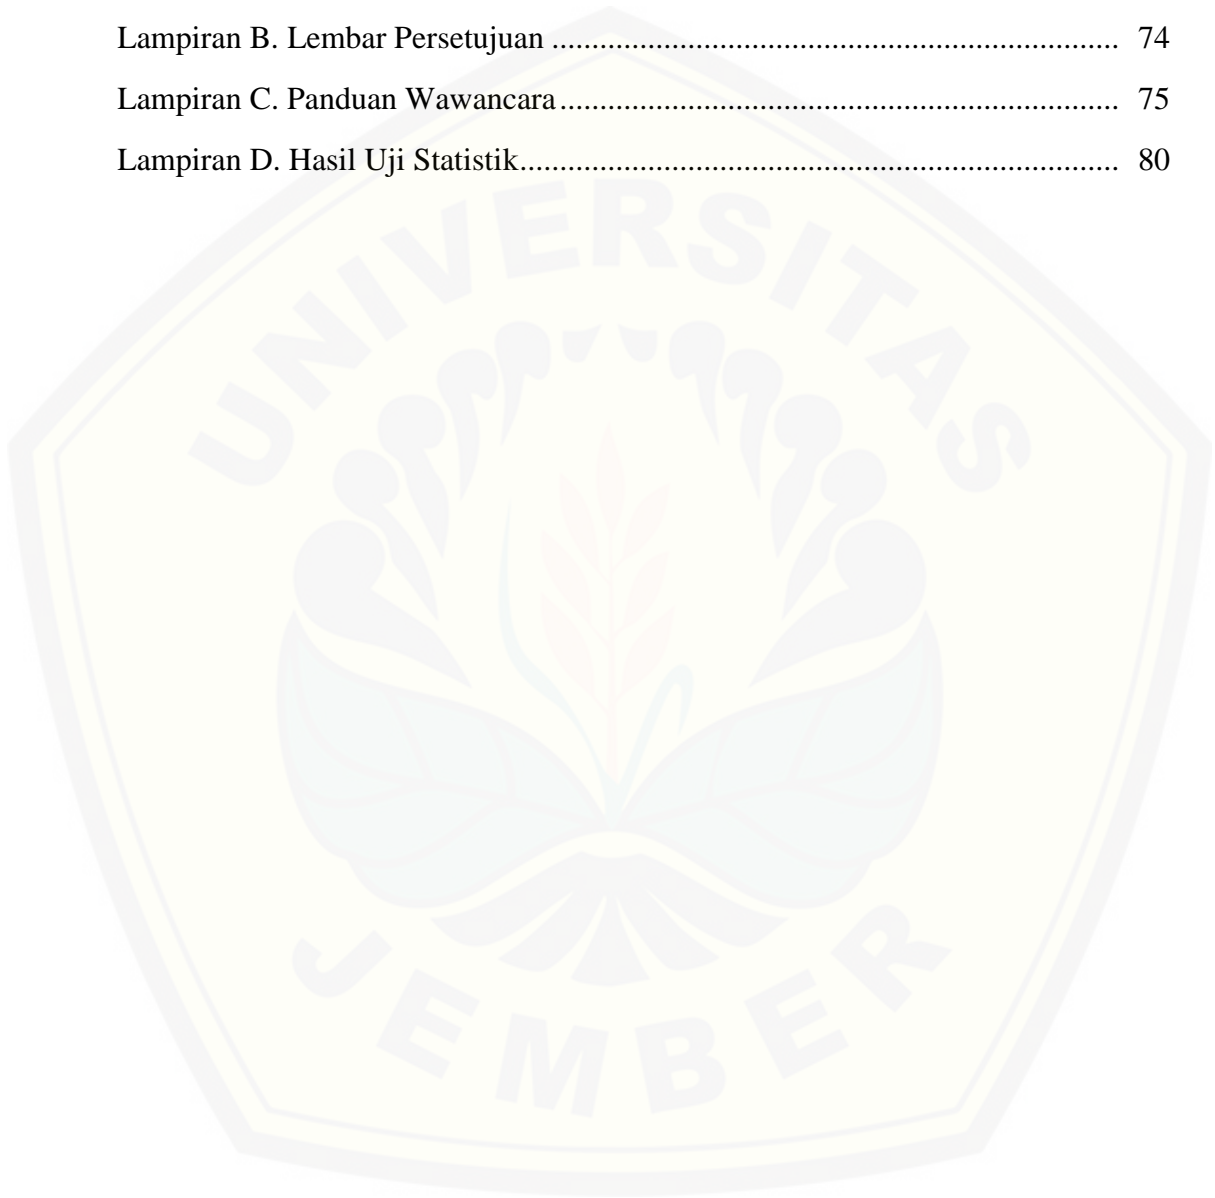 Lampiran B. Lembar Persetujuan ....................................................................... 74
Lampiran C. Panduan Wawancara ...................................................................... 75
Lampiran D. Hasil Uji Statistik........................................................................... 80
UNIVERSITAS
JEMBER